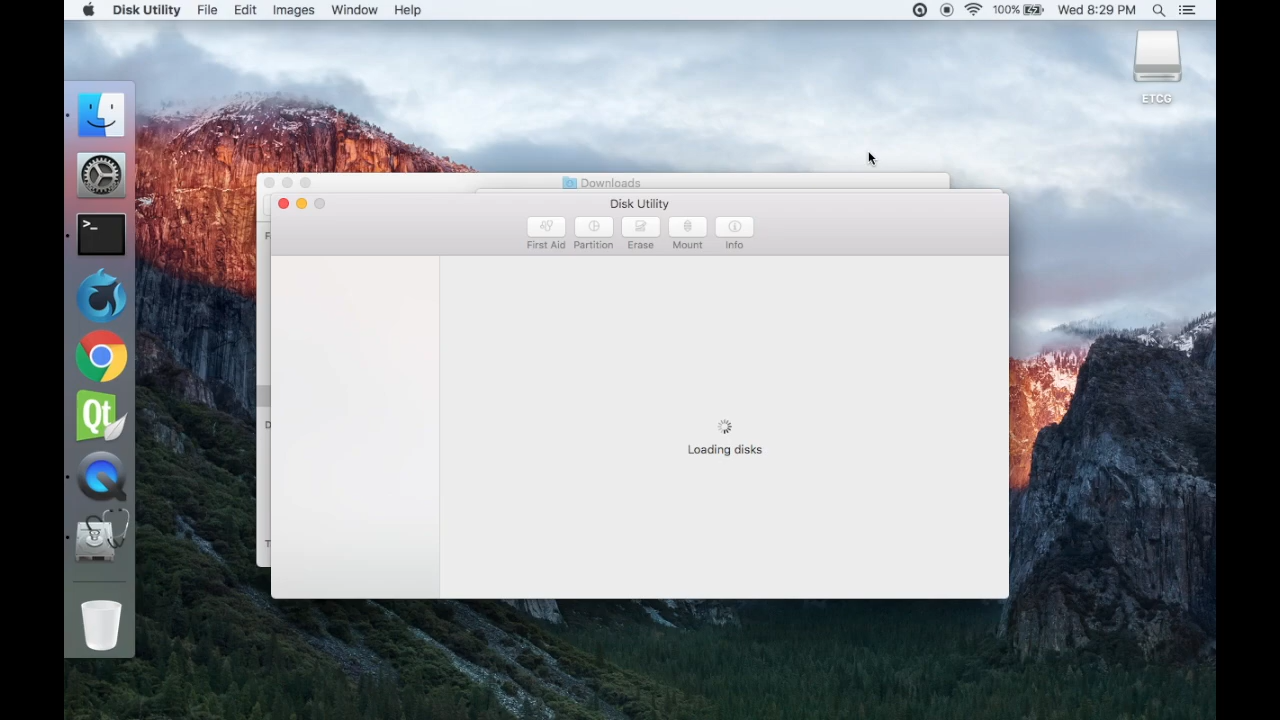 Disk Utility File Edit Images Window Help 100% Wed 8:29 PM
ETCG
Downloads
Disk Utility
First Aid Partition Erase Mount Info
Loading disks
>_
Qt